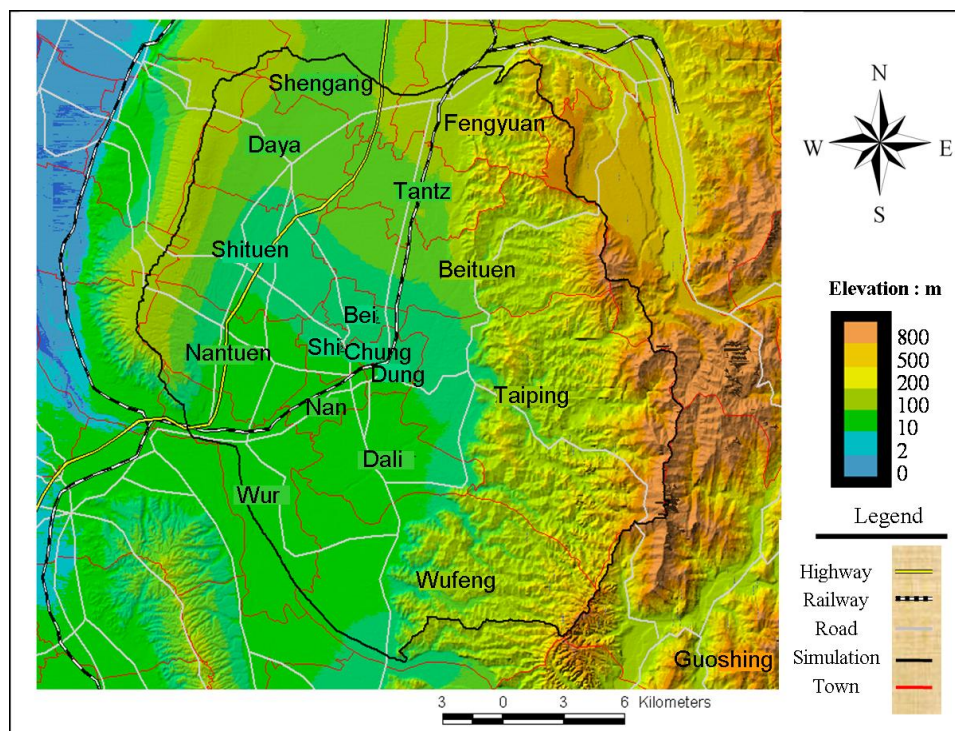 Shengang
Fengyuan
Daya
Tantz
Shituen
Beituen
Bei
Shi
Chung
Nantuen
Dung
Taiping
Nan
Dali
Wur
Wufeng
Guoshing
N
W E
S
Elevation : m
800
500
200
100
10
2
0
Legend
Highway
Railway
Road
Simulation
Town
3 0 3 6 Kilometers